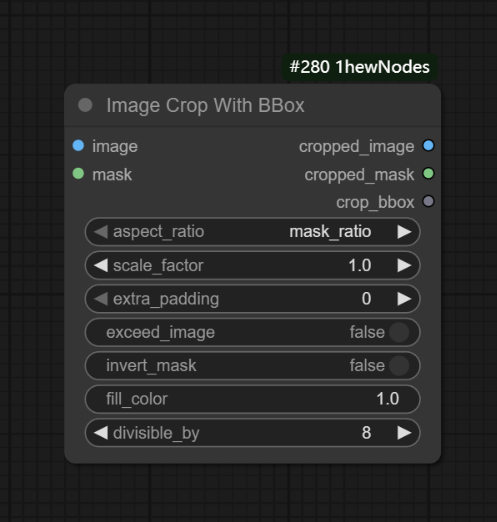 #280 1hewNodes
Image Crop With BBox
image cropped_image
mask cropped_mask
crop_bbox
aspect_ratio mask_ratio
scale_factor 1.0
extra_padding 0
exceed_image false
invert_mask false
fill_color 1.0
divisible_by 8